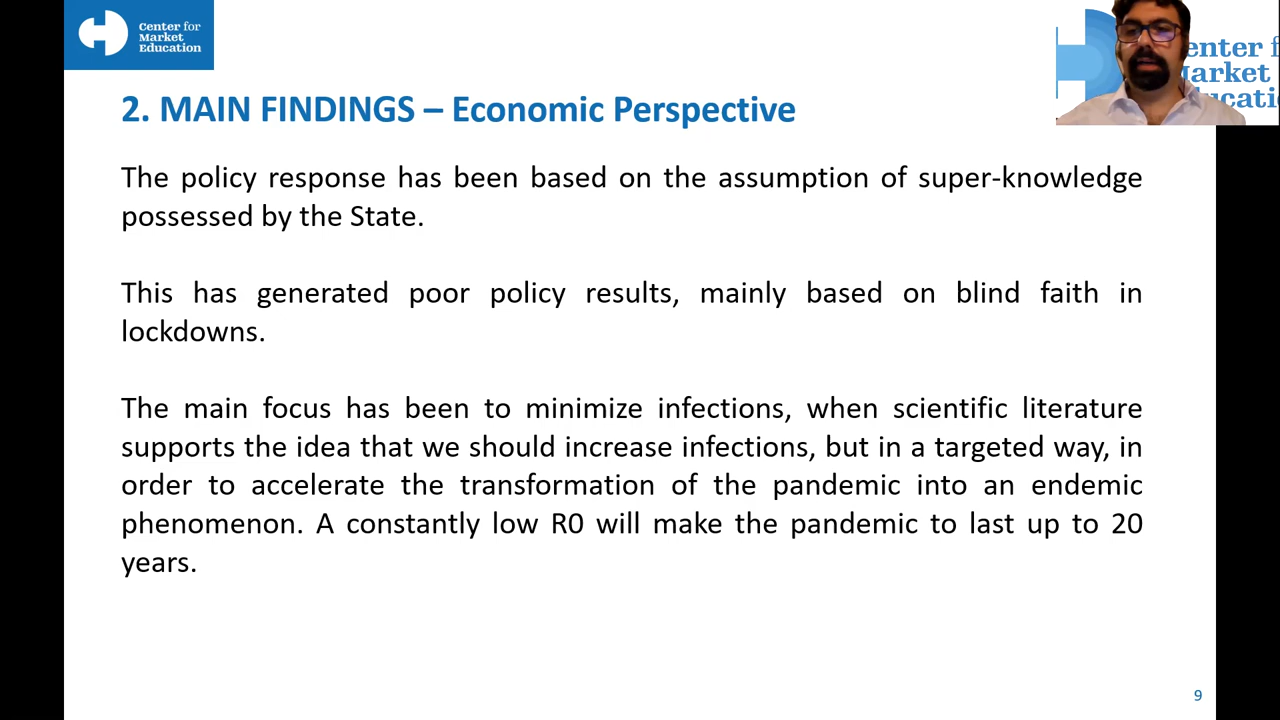 Center for
Market
Education
enter f
arket
ucati
2. MAIN FINDINGS – Economic Perspective
The policy response has been based on the assumption of super-knowledge
possessed by the State.
This has generated poor policy results, mainly based on blind faith in
lockdowns.
The main focus has been to minimize infections, when scientific literature
supports the idea that we should increase infections, but in a targeted way, in
order to accelerate the transformation of the pandemic into an endemic
phenomenon. A constantly low R0 will make the pandemic to last up to 20
years.
9